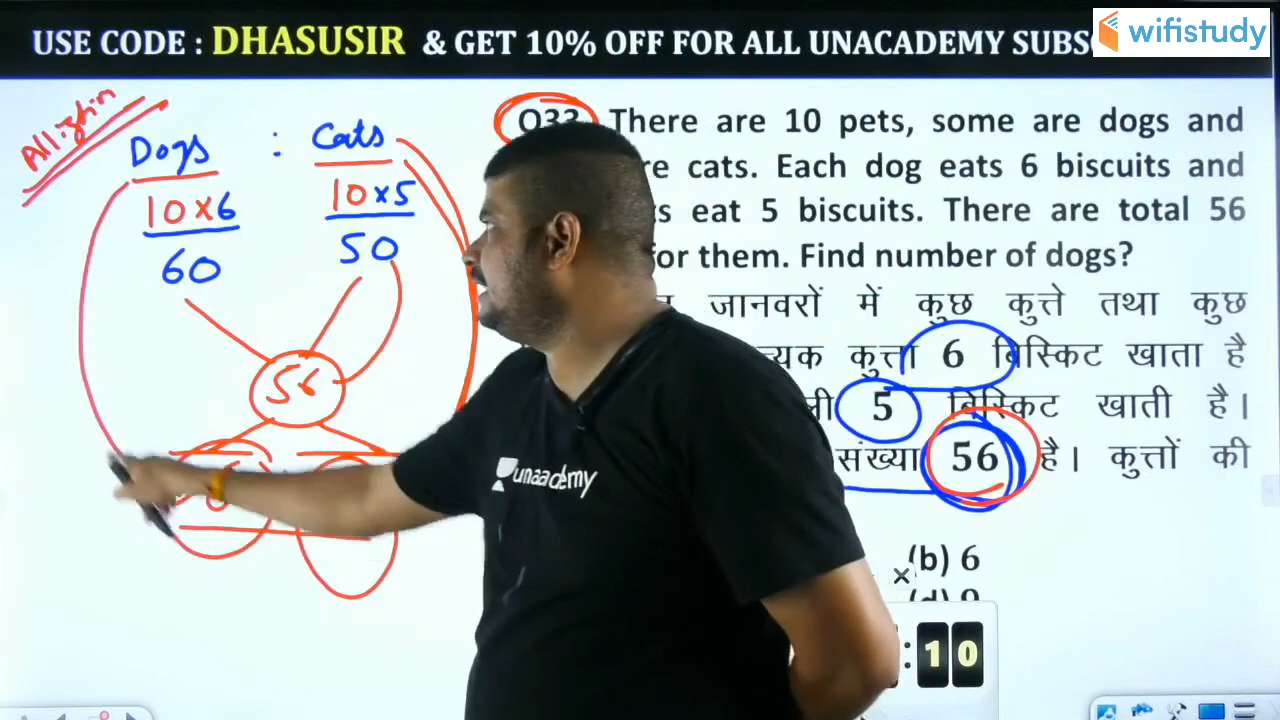 USE CODE : DHASUSIR & GET 10% OFF FOR ALL UNACADEMY SUBS
wifistudy
Alligation
Dogs : Cats
10×6 10×5
60 50
56
6
Q33 There are 10 pets, some are dogs and
re cats. Each dog eats 6 biscuits and
s eat 5 biscuits. There are total 56
for them. Find number of dogs?
जानवरों में कुछ कुत्ते तथा कुछ
त्येक कुत्ता 6 बिस्किट खाता है
ली 5 बिस्किट खाती है।
संख्या 56 है। कुत्तों की
(b) 6
(d) 9
:10
unacademy